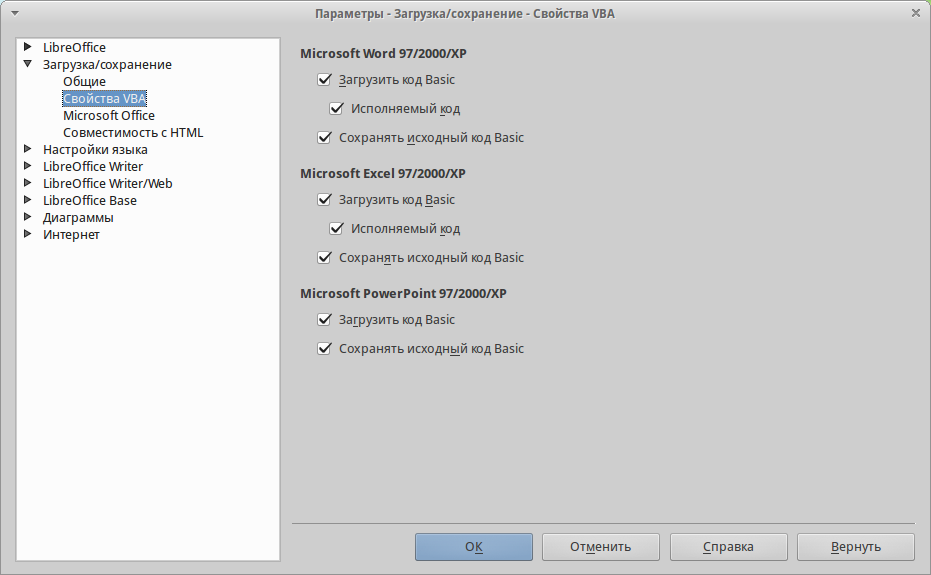 Параметры - Загрузка/сохранение - Свойства VBA
LibreOffice
Загрузка/сохранение
Общие
Свойства VBA
Microsoft Office
Совместимость с HTML
Настройки языка
LibreOffice Writer
LibreOffice Writer/Web
LibreOffice Base
Диаграммы
Интернет
Microsoft Word 97/2000/XP
Загрузить код Basic
Исполняемый код
Сохранять исходный код Basic
Microsoft Excel 97/2000/XP
Загрузить код Basic
Исполняемый код
Сохранять исходный код Basic
Microsoft PowerPoint 97/2000/XP
Загрузить код Basic
Сохранять исходный код Basic
OK
Отменить
Справка
Вернуть